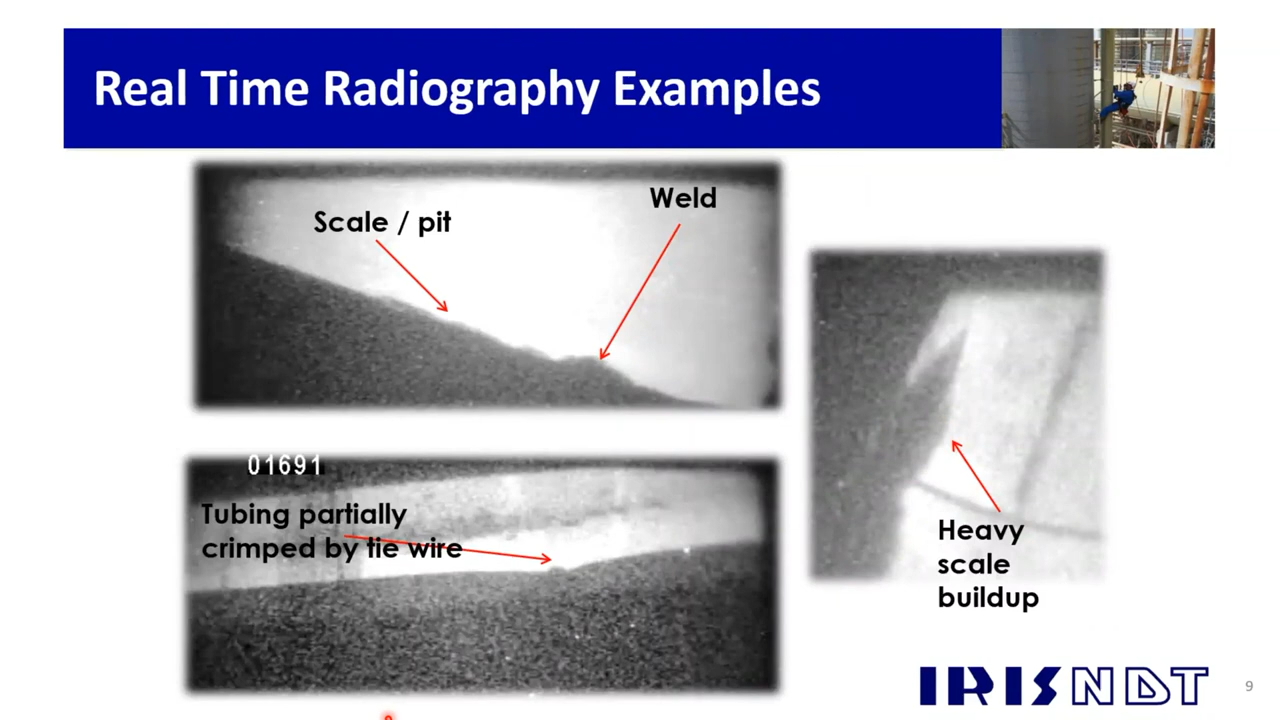 Real Time Radiography Examples
Weld
Scale / pit
01691
Tubing partially
crimped by tie wire
Heavy
scale
buildup
IRISNDT
9